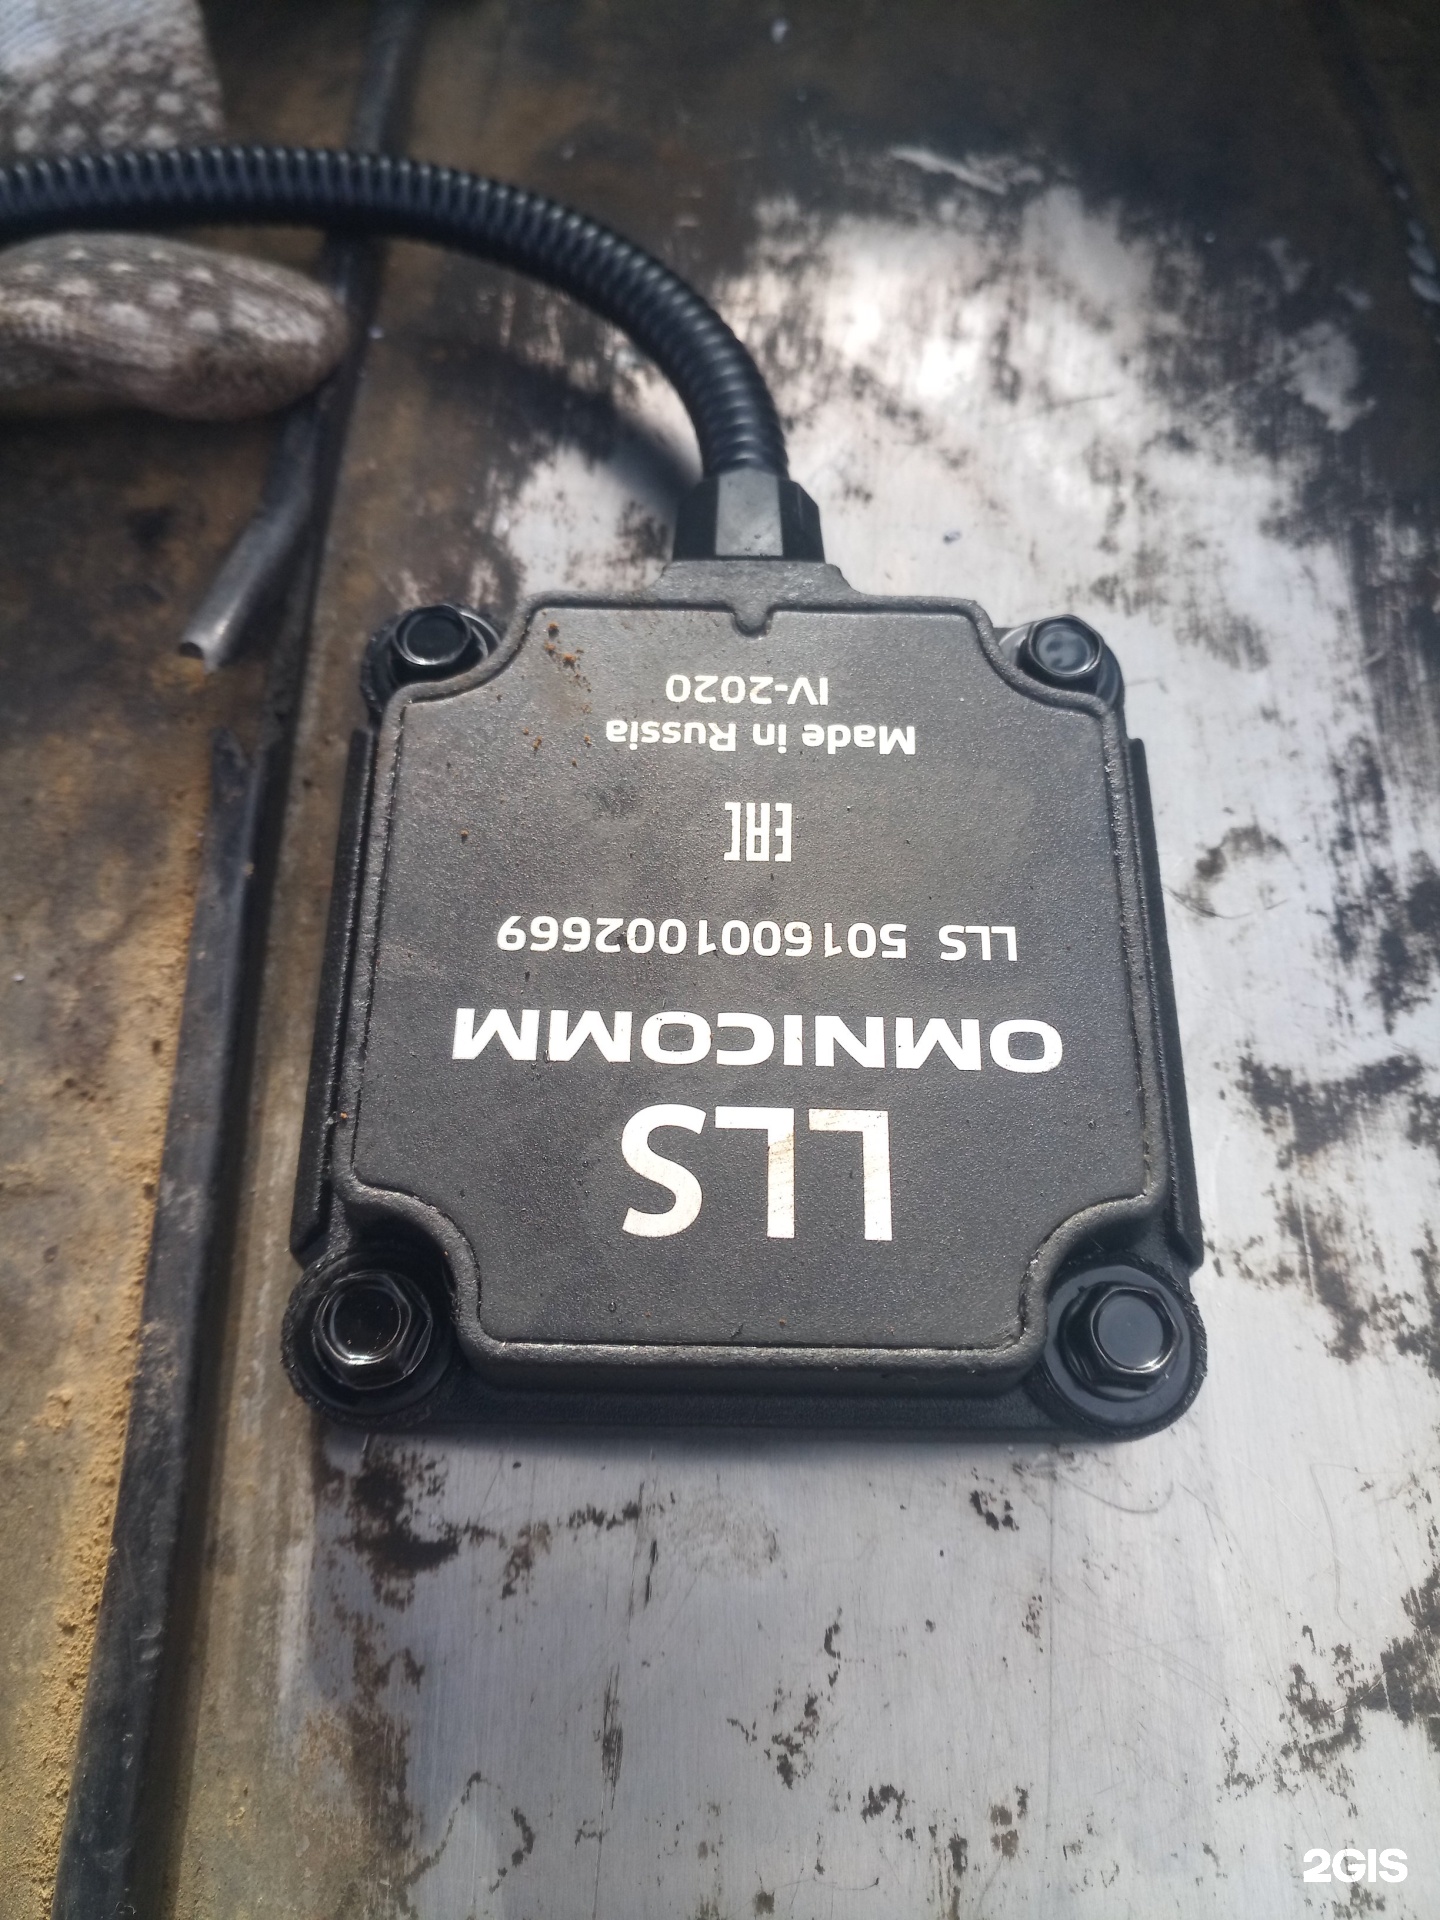 LLS
OMNICOMM
LLS 5016001002669
EAC
Made in Russia
IV-2020
2GIS